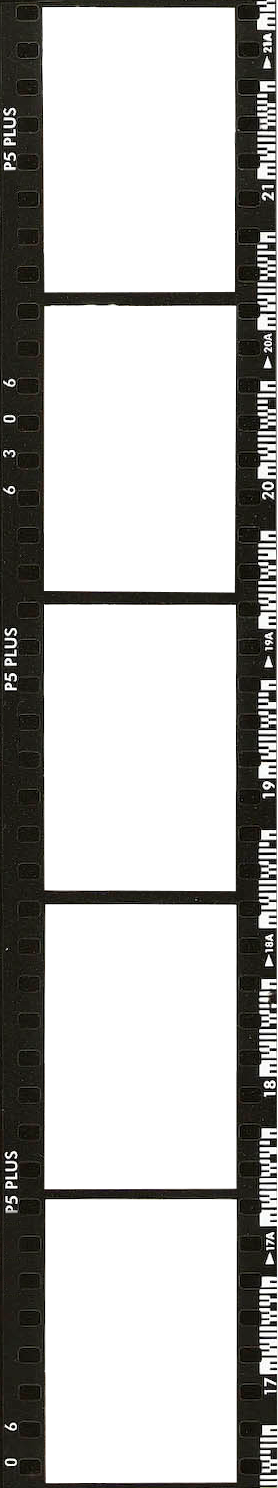 P5 PLUS
6 0 3 6
P5 PLUS
P5 PLUS
0 6
▶ 21A
21
▶ 20A
20
▶ 19A
19
▶ 18A
18
▶ 17A
17